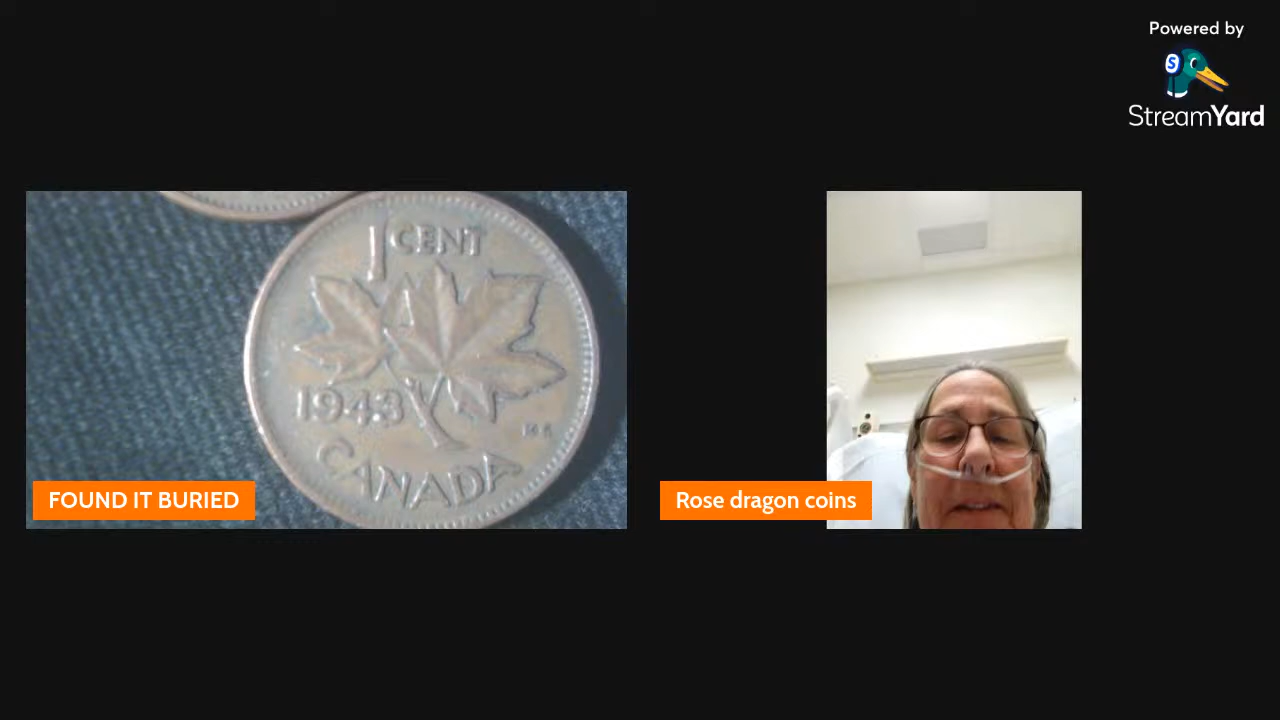 Powered by
S
StreamYard
1 CENT
1943
CANADA
FOUND IT BURIED
Rose dragon coins